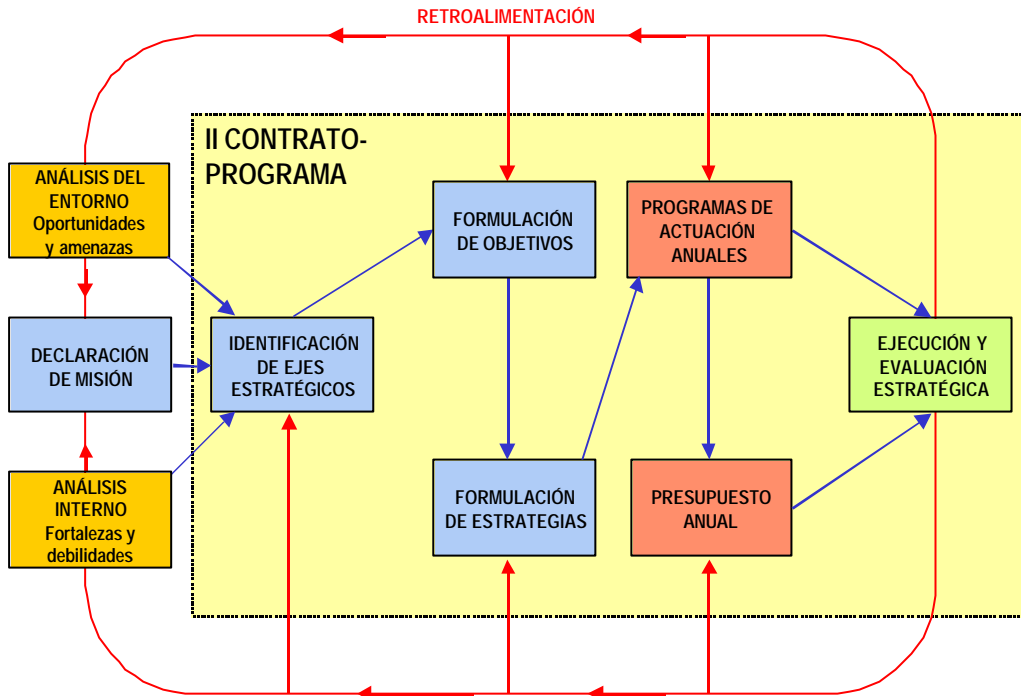 RETROALIMENTACIÓN
II CONTRATO-
PROGRAMA
ANÁLISIS DEL
ENTORNO
Oportunidades
y amenazas
FORMULACIÓN
DE OBJETIVOS
PROGRAMAS DE
ACTUACIÓN
ANUALES
DECLARACIÓN
DE MISIÓN
IDENTIFICACIÓN
DE EJES
ESTRATÉGICOS
EJECUCIÓN Y
EVALUACIÓN
ESTRATÉGICA
ANÁLISIS
INTERNO
Fortalezas y
debilidades
FORMULACIÓN
DE ESTRATEGIAS
PRESUPUESTO
ANUAL